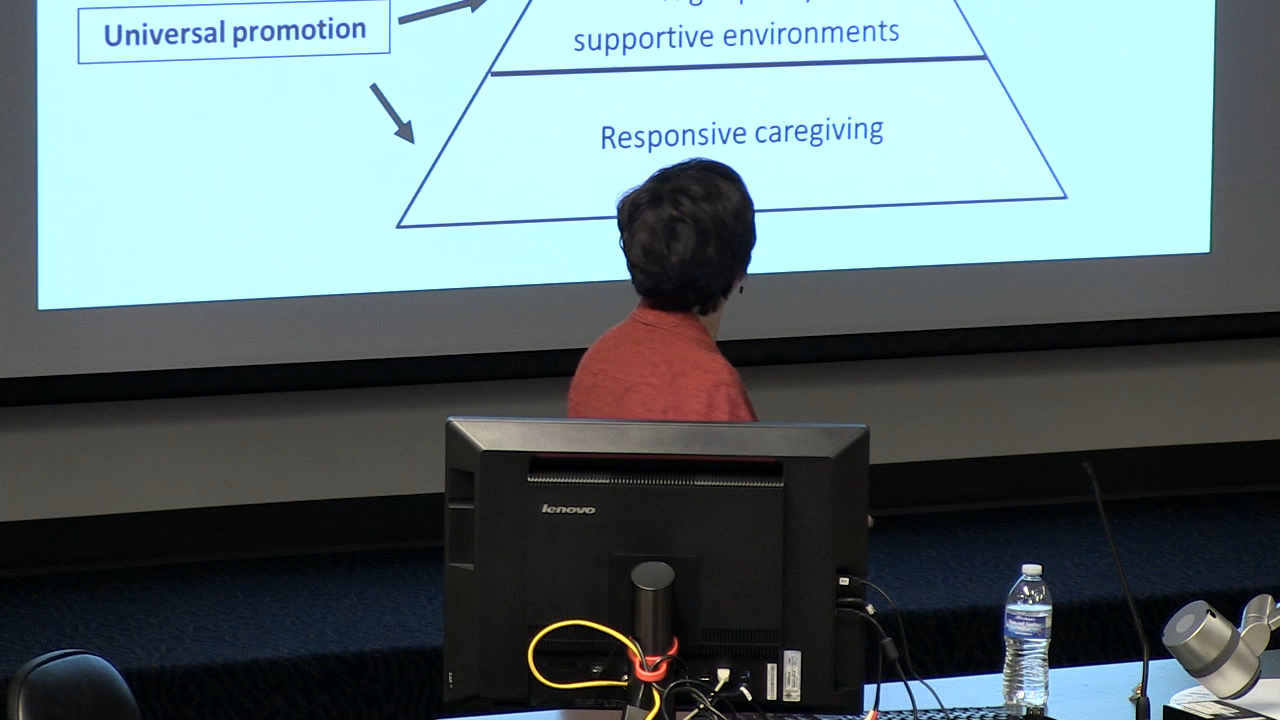 Universal promotion
supportive environments
Responsive caregiving
lenovo